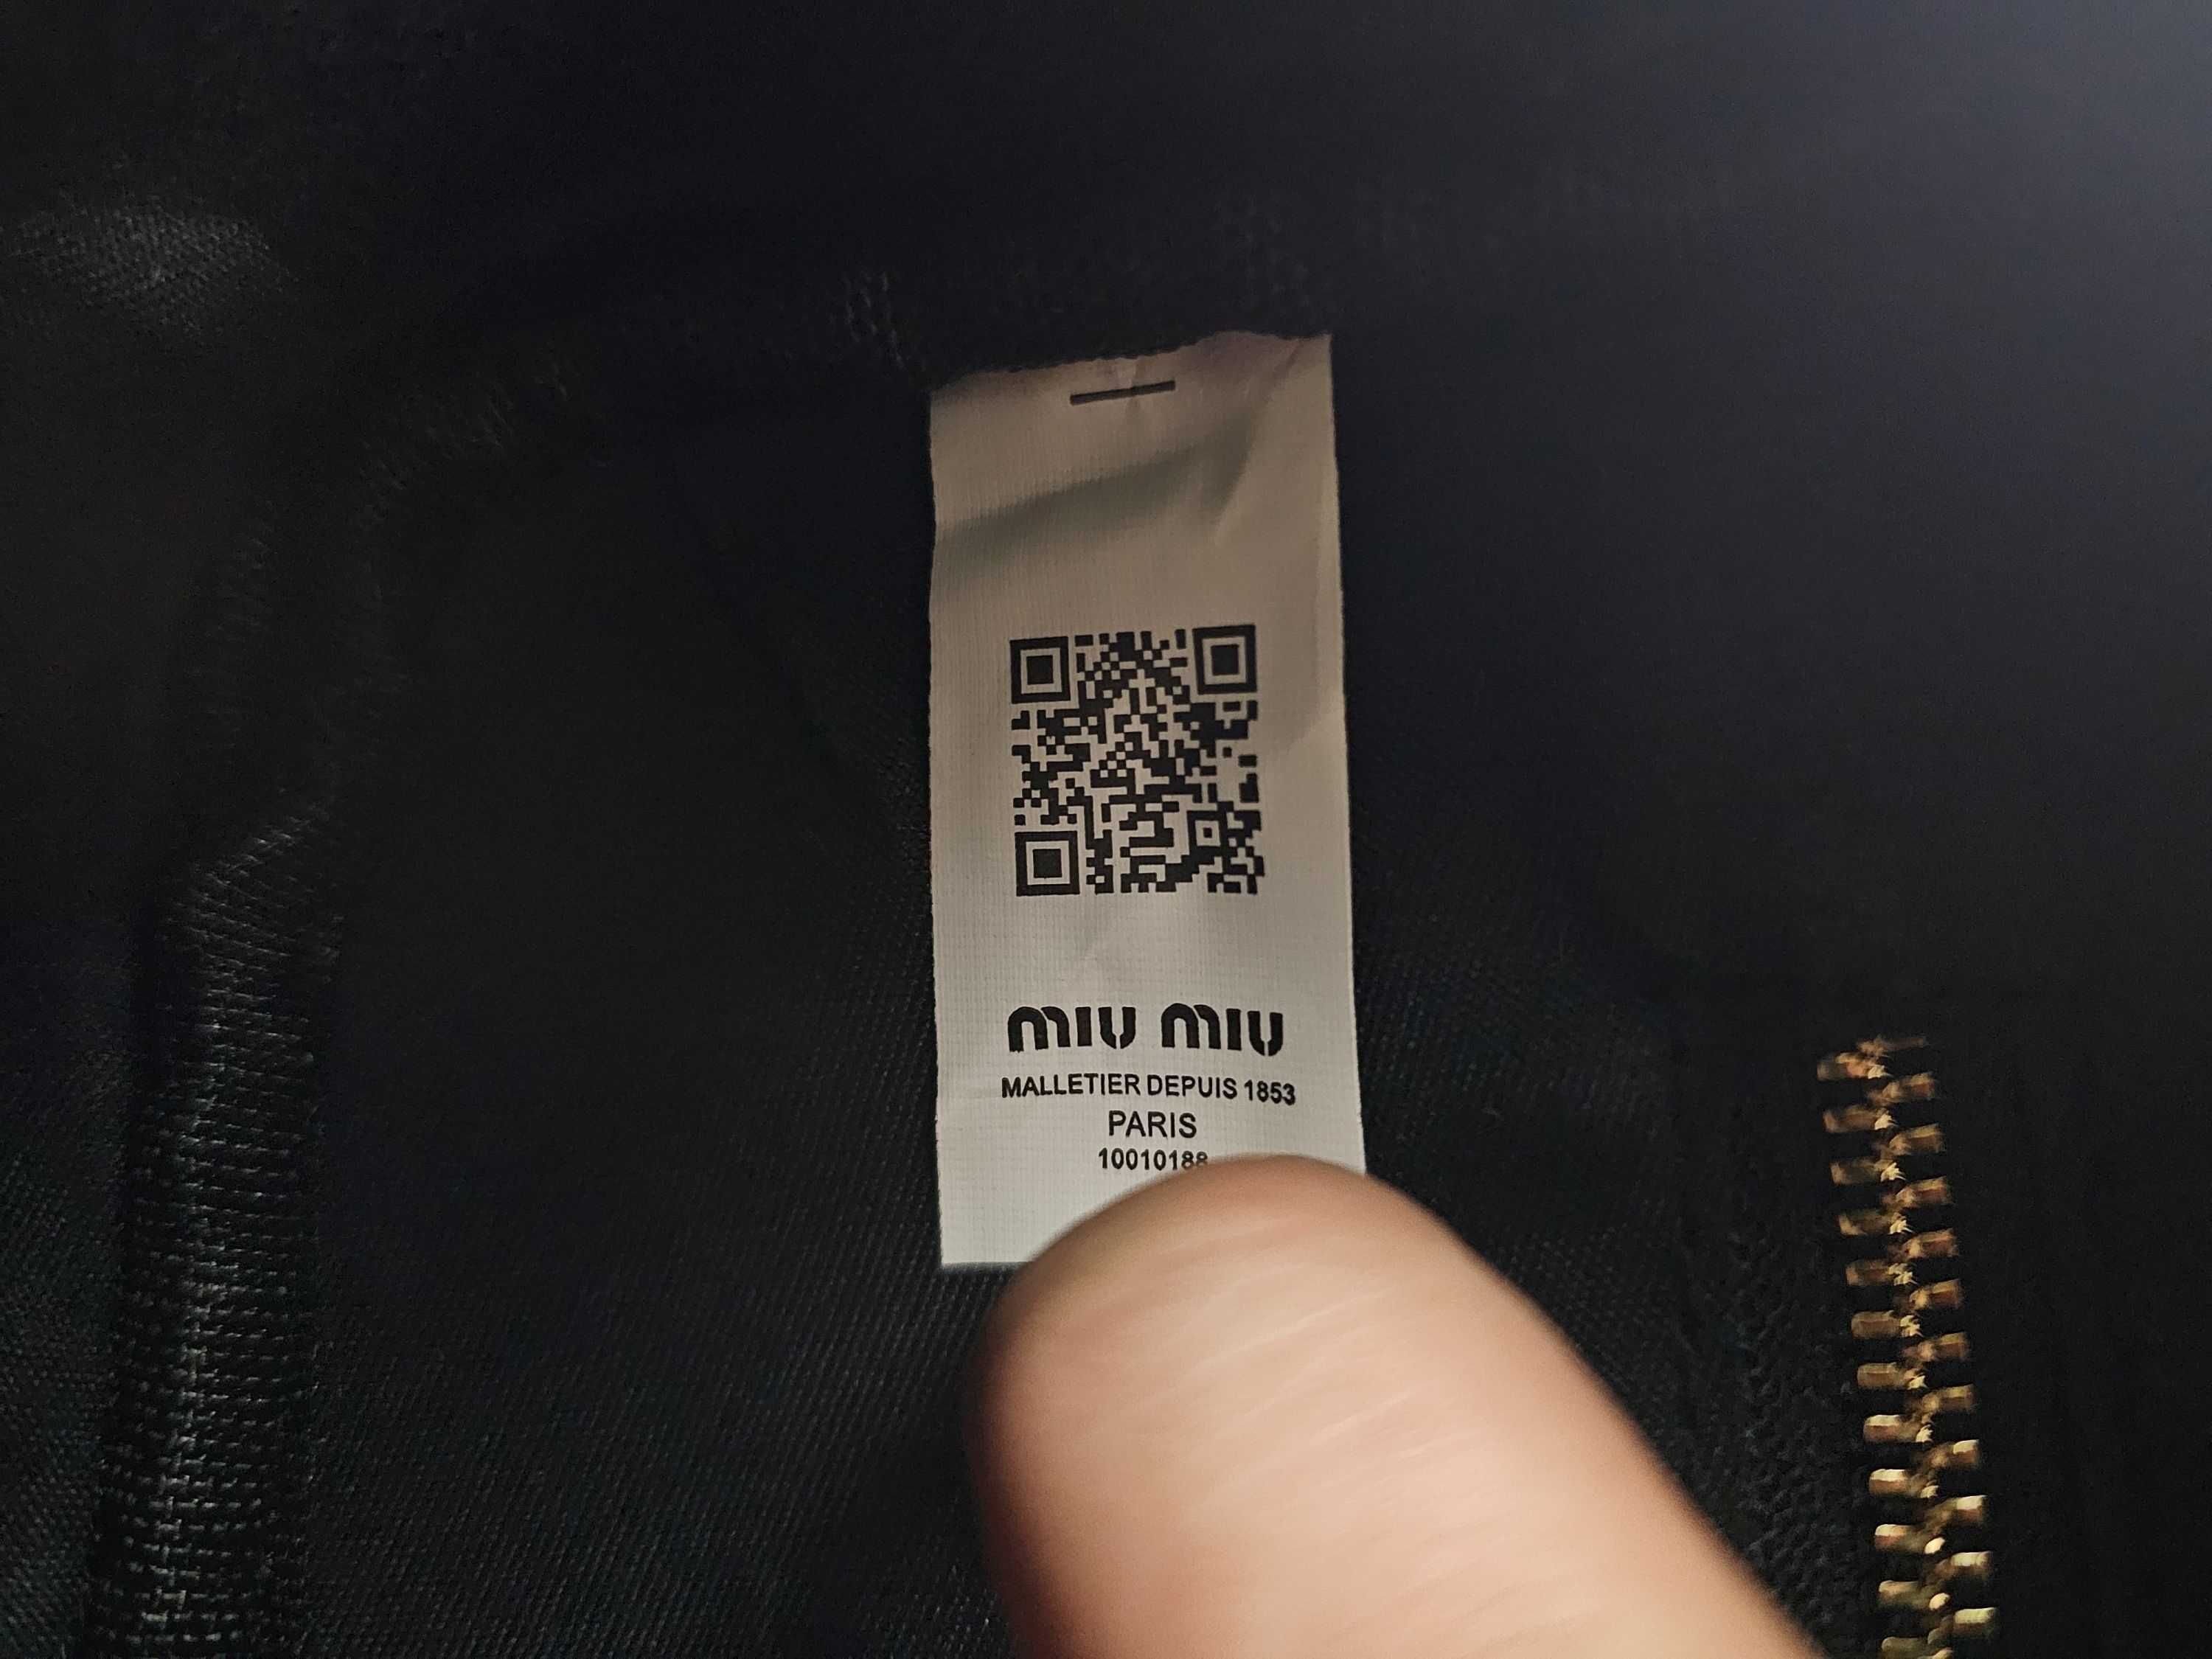 miu miu
MALLETIER DEPUIS 1853
PARIS
10010188